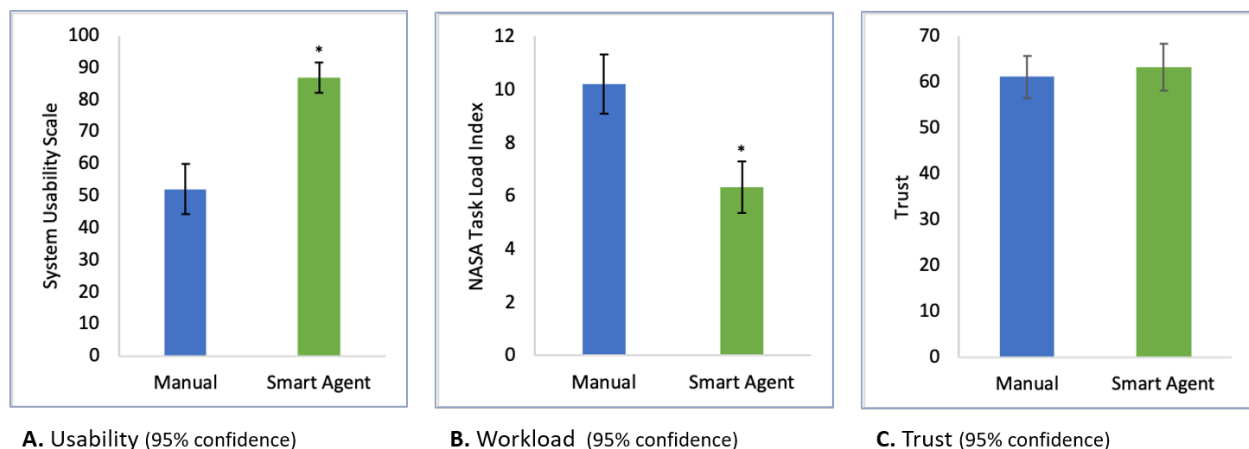 System Usability Scale
100
90
80
70
60
50
40
30
20
10
0
*
Manual
Smart Agent
A. Usability (95% confidence)
NASA Task Load Index
12
10
8
6
4
2
0
*
Manual
Smart Agent
B. Workload (95% confidence)
Trust
70
60
50
40
30
20
10
0
Manual
Smart Agent
C. Trust (95% confidence)